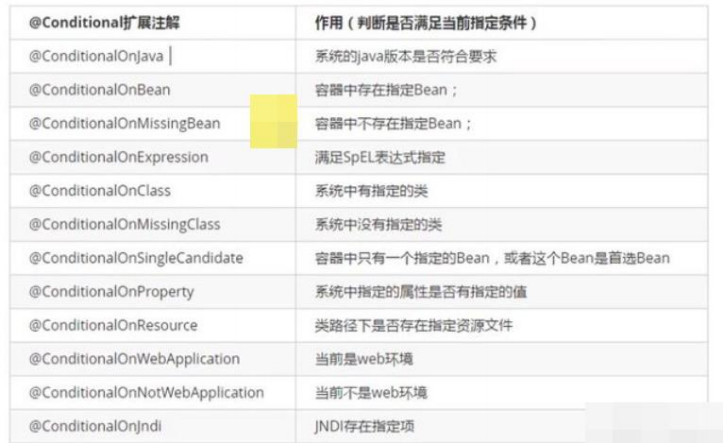 @Conditional扩展注解 作用（判断是否满足当前指定条件）
@ConditionalOnJava 系统的java版本是否符合要求
@ConditionalOnBean 容器中存在指定Bean；
@ConditionalOnMissingBean 容器中不存在指定Bean；
@ConditionalOnExpression 满足SpEL表达式指定
@ConditionalOnClass 系统中有指定的类
@ConditionalOnMissingClass 系统中没有指定的类
@ConditionalOnSingleCandidate 容器中只有一个指定的Bean，或者这个Bean是首选Bean
@ConditionalOnProperty 系统中指定的属性是否有指定的值
@ConditionalOnResource 类路径下是否存在指定资源文件
@ConditionalOnWebApplication 当前是web环境
@ConditionalOnNotWebApplication 当前不是web环境
@ConditionalOnJndi JNDI存在指定项